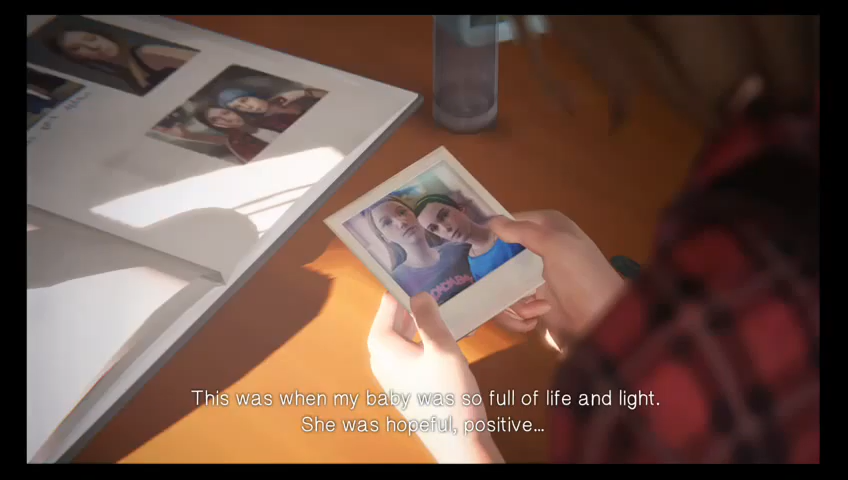 This was when my baby was so full of life and light.
She was hopeful, positive...